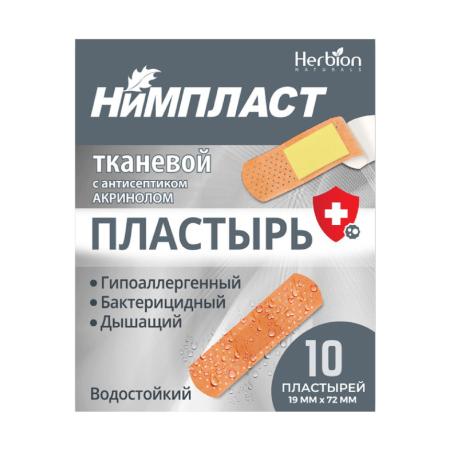 Herbion
NATURALS
НИМПЛАСТ
тканевой
с антисептиком
АКРИНОЛОМ
ПЛАСТЫРЬ
• Гипоаллергенный
• Бактерицидный
• Дышащий
Водостойкий
10
ПЛАСТЫРЕЙ
19 ММ х 72 ММ